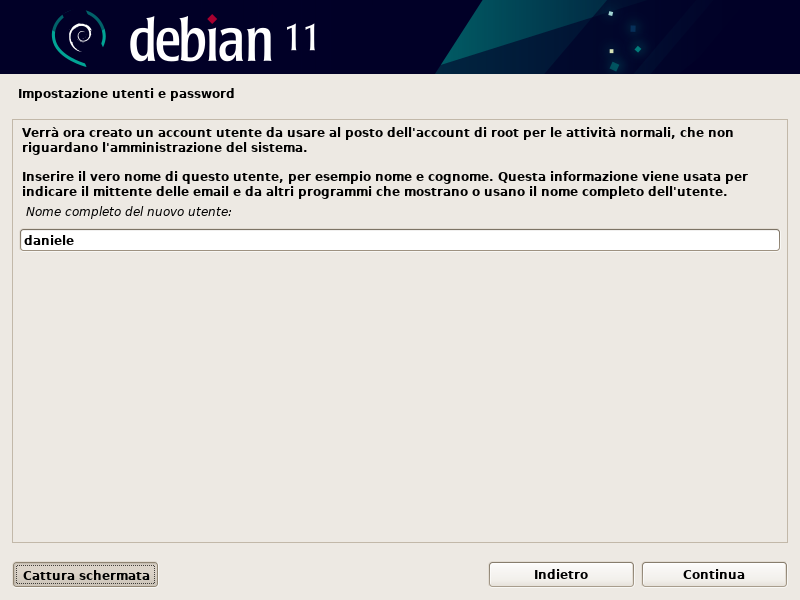 debian 11
Impostazione utenti e password
Verrà ora creato un account utente da usare al posto dell'account di root per le attività normali, che non
riguardano l'amministrazione del sistema.
Inserire il vero nome di questo utente, per esempio nome e cognome. Questa informazione viene usata per
indicare il mittente delle email e da altri programmi che mostrano o usano il nome completo dell'utente.
Nome completo del nuovo utente:
daniele
Cattura schermata
Indietro
Continua